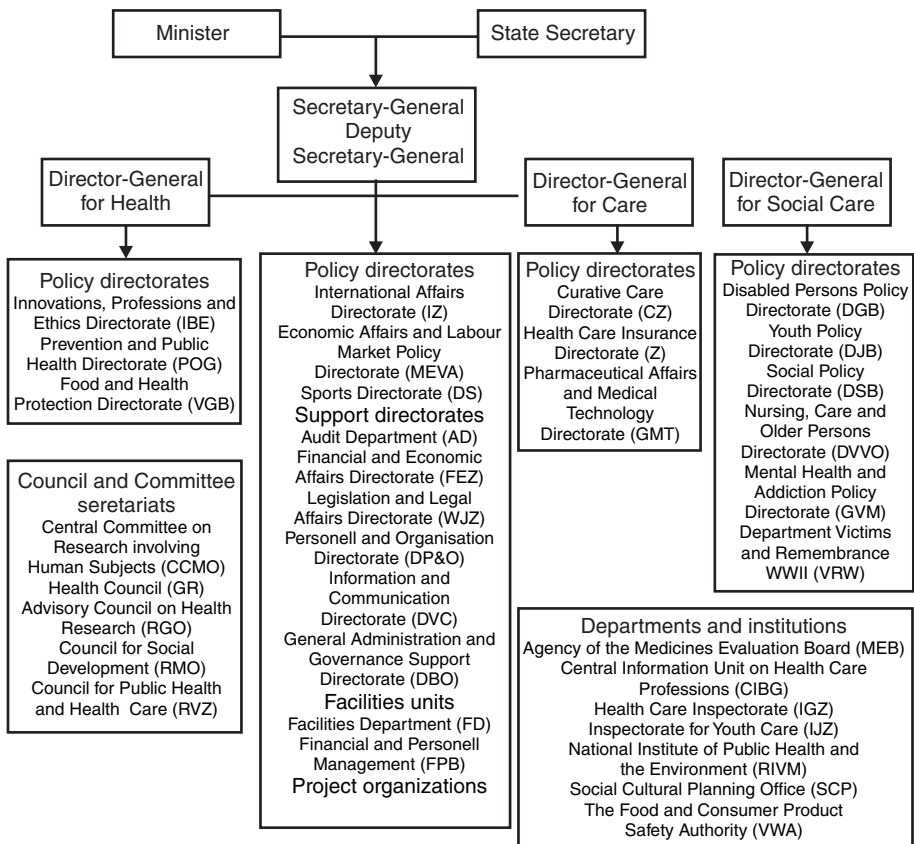 Minister
State Secretary
Secretary-General
Deputy
Secretary-General
Director-General
for Health
Director-General
for Care
Director-General
for Social Care
Policy directorates
Innovations, Professions and
Ethics Directorate (IBE)
Prevention and Public
Health Directorate (POG)
Food and Health
Protection Directorate (VGB)
Council and Committee
seretariats
Central Committee on
Research involving
Human Subjects (CCMO)
Health Council (GR)
Advisory Council on Health
Research (RGO)
Council for Social
Development (RMO)
Council for Public Health
and Health Care (RVZ)
Policy directorates
International Affairs
Directorate (IZ)
Economic Affairs and Labour
Market Policy
Directorate (MEVA)
Sports Directorate (DS)
Support directorates
Audit Department (AD)
Financial and Economic
Affairs Directorate (FEZ)
Legislation and Legal
Affairs Directorate (WJZ)
Personell and Organisation
Directorate (DP&O)
Information and
Communication
Directorate (DVC)
General Administration and
Governance Support
Directorate (DBO)
Facilities units
Facilities Department (FD)
Financial and Personell
Management (FPB)
Project organizations
Policy directorates
Curative Care
Directorate (CZ)
Health Care Insurance
Directorate (Z)
Pharmaceutical Affairs
and Medical
Technology
Directorate (GMT)
Policy directorates
Disabled Persons Policy
Directorate (DGB)
Youth Policy
Directorate (DJB)
Social Policy
Directorate (DSB)
Nursing, Care and
Older Persons
Directorate (DVVO)
Mental Health and
Addiction Policy
Directorate (GVM)
Department Victims
and Remembrance
WWII (VRW)
Departments and institutions
Agency of the Medicines Evaluation Board (MEB)
Central Information Unit on Health Care
Professions (CIBG)
Health Care Inspectorate (IGZ)
Inspectorate for Youth Care (IJZ)
National Institute of Public Health and
the Environment (RIVM)
Social Cultural Planning Office (SCP)
The Food and Consumer Product
Safety Authority (VWA)